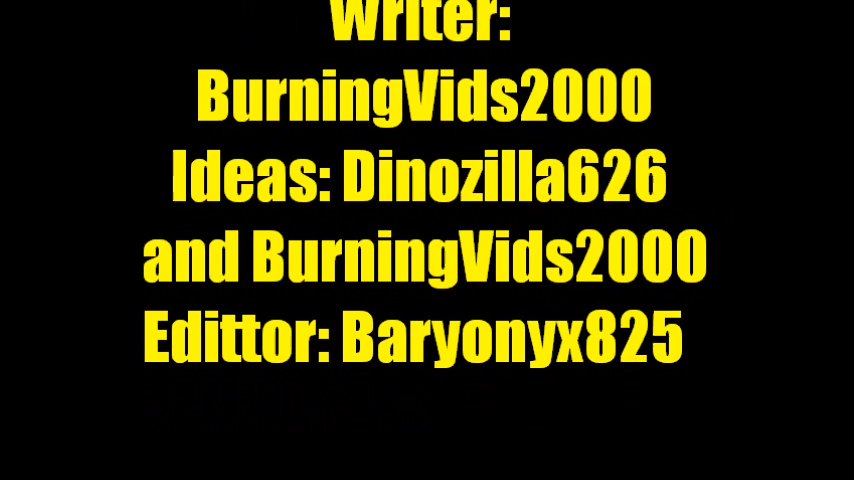 Writer:
BurningVids2000
Ideas: Dinozilla626
and BurningVids2000
Edittor: Baryonyx825